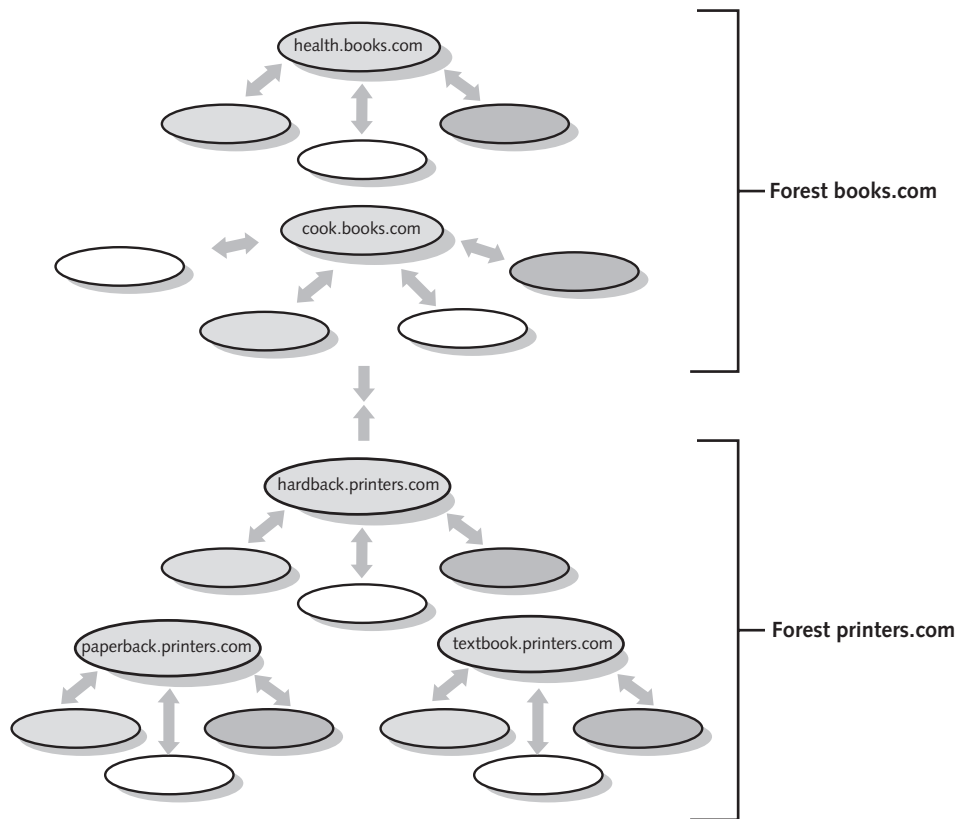 health.books.com
cook.books.com
Forest books.com
hardback.printers.com
paperback.printers.com
textbook.printers.com
Forest printers.com